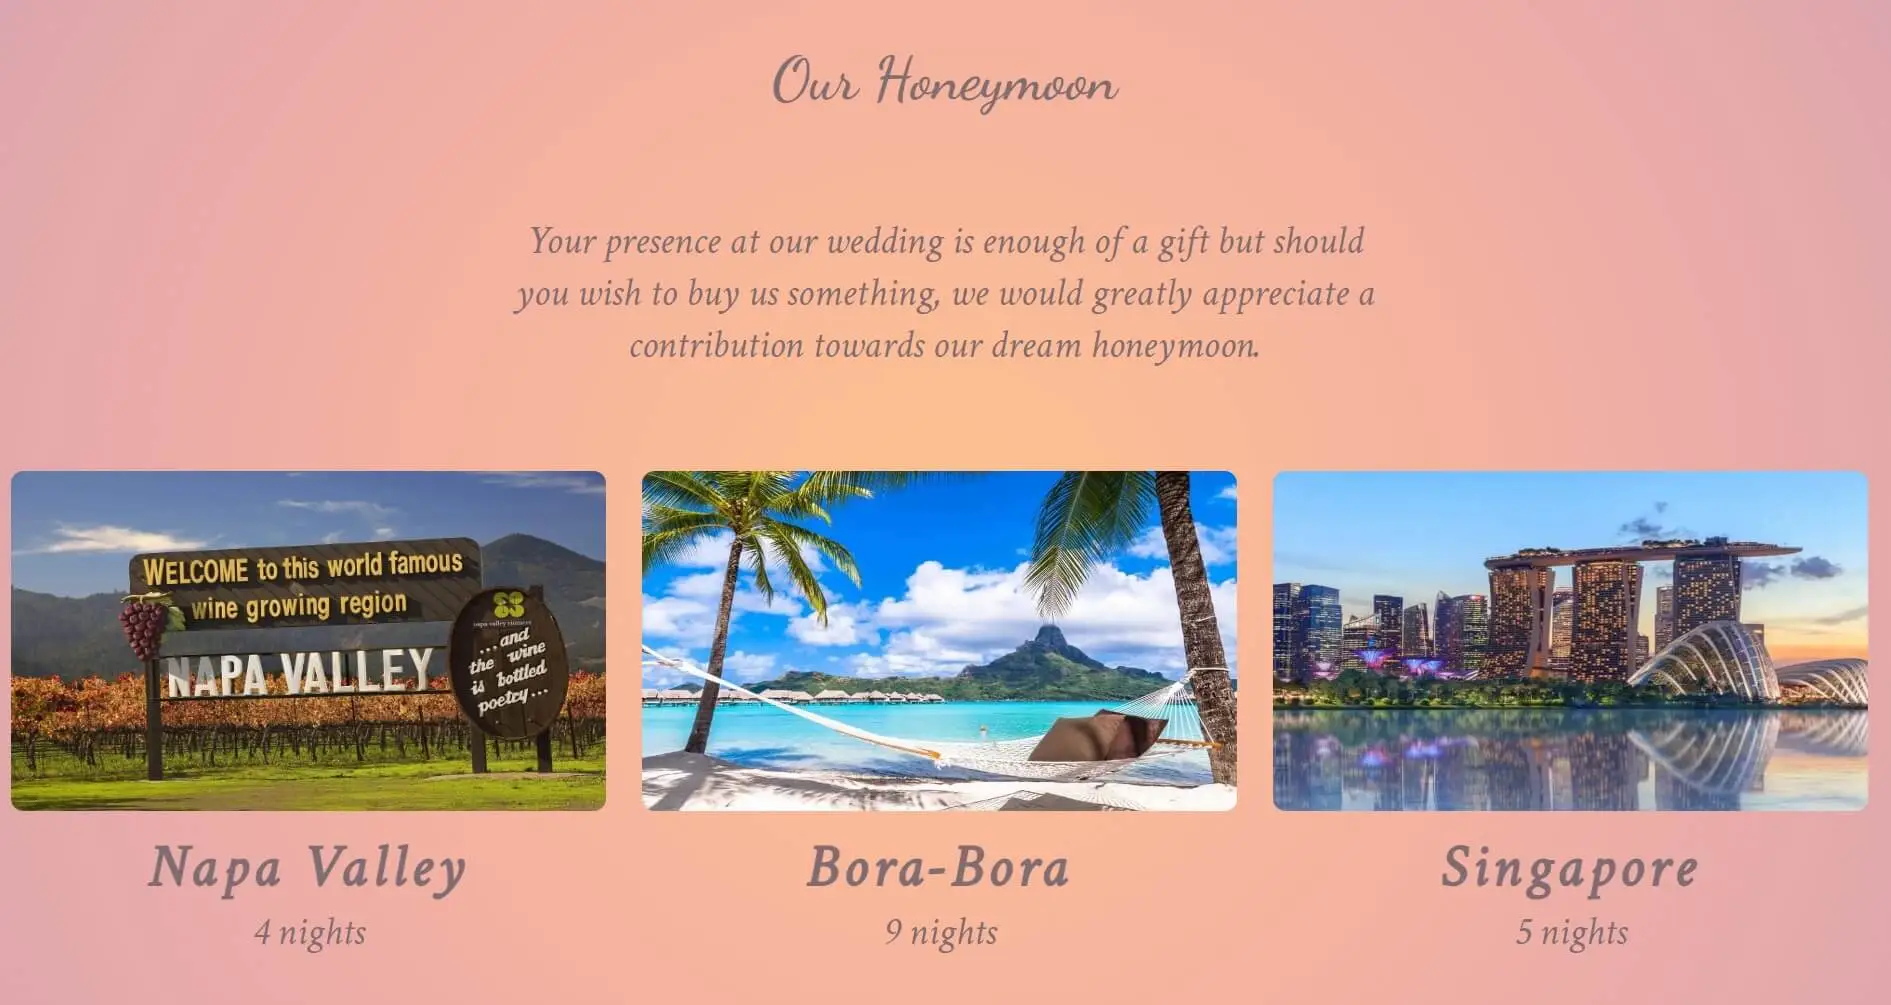 Our Honeymoon
Your presence at our wedding is enough of a gift but should
you wish to buy us something, we would greatly appreciate a
contribution towards our dream honeymoon.
WELCOME to this world famous
wine growing region
NAPA VALLEY
napa valley vintners
...and
the wine
is bottled
poetry...
Napa Valley
4 nights
Bora-Bora
9 nights
Singapore
5 nights